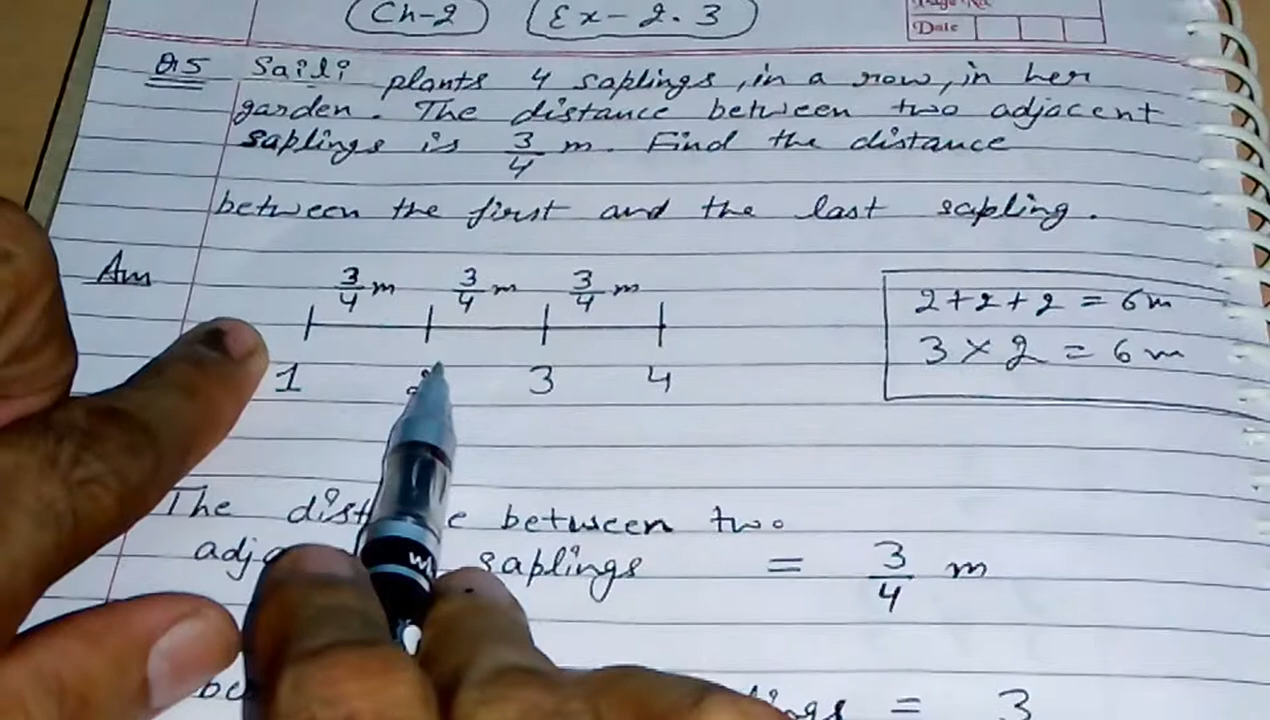 Ch-2 Ex-2.3
Date
Q5 Saili plants 4 saplings, in a row, in her
garden. The distance between two adjacent
saplings is 3/4 m. Find the distance
between the first and the last sapling.
Ans
3/4 m 3/4 m 3/4 m
1 2 3 4
2+2+2 = 6m
3×2 = 6m
The between two
saplings = 3/4 m
= 3